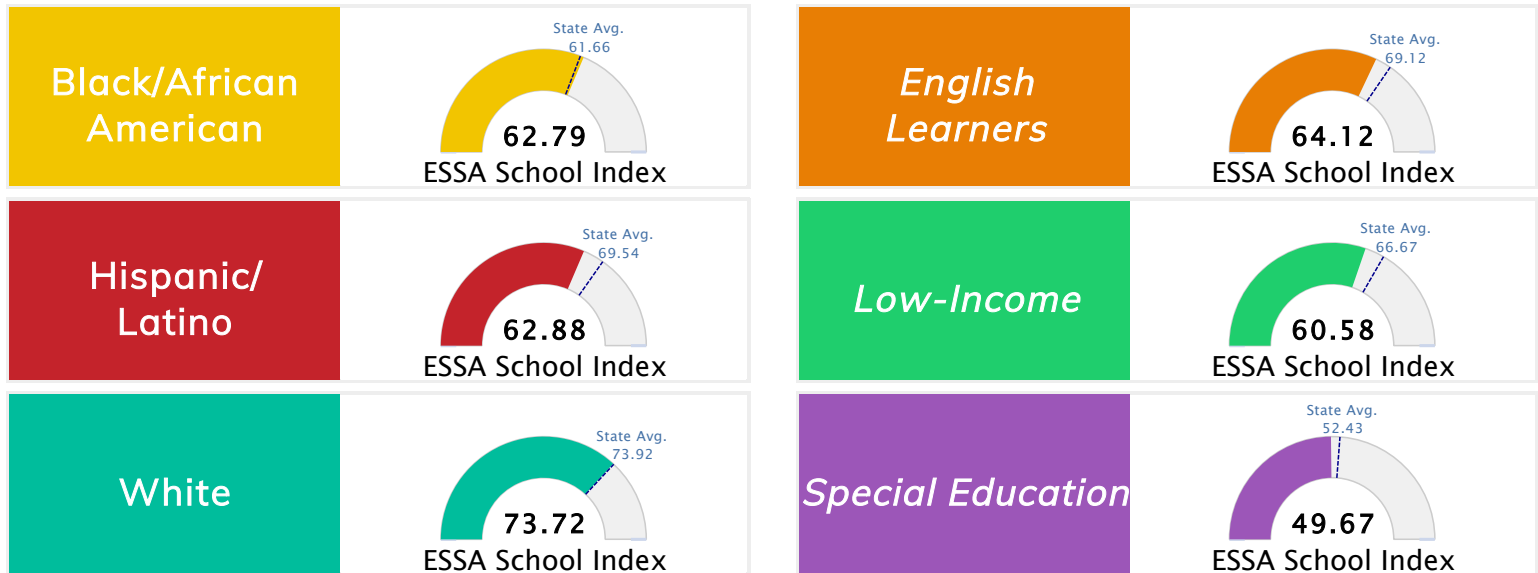 Black/African
American
State Avg.
61.66
62.79
ESSA School Index
English
Learners
State Avg.
69.12
64.12
ESSA School Index
Hispanic/
Latino
State Avg.
69.54
62.88
ESSA School Index
Low-Income
State Avg.
66.67
60.58
ESSA School Index
White
State Avg.
73.92
73.72
ESSA School Index
Special Education
State Avg.
52.43
49.67
ESSA School Index